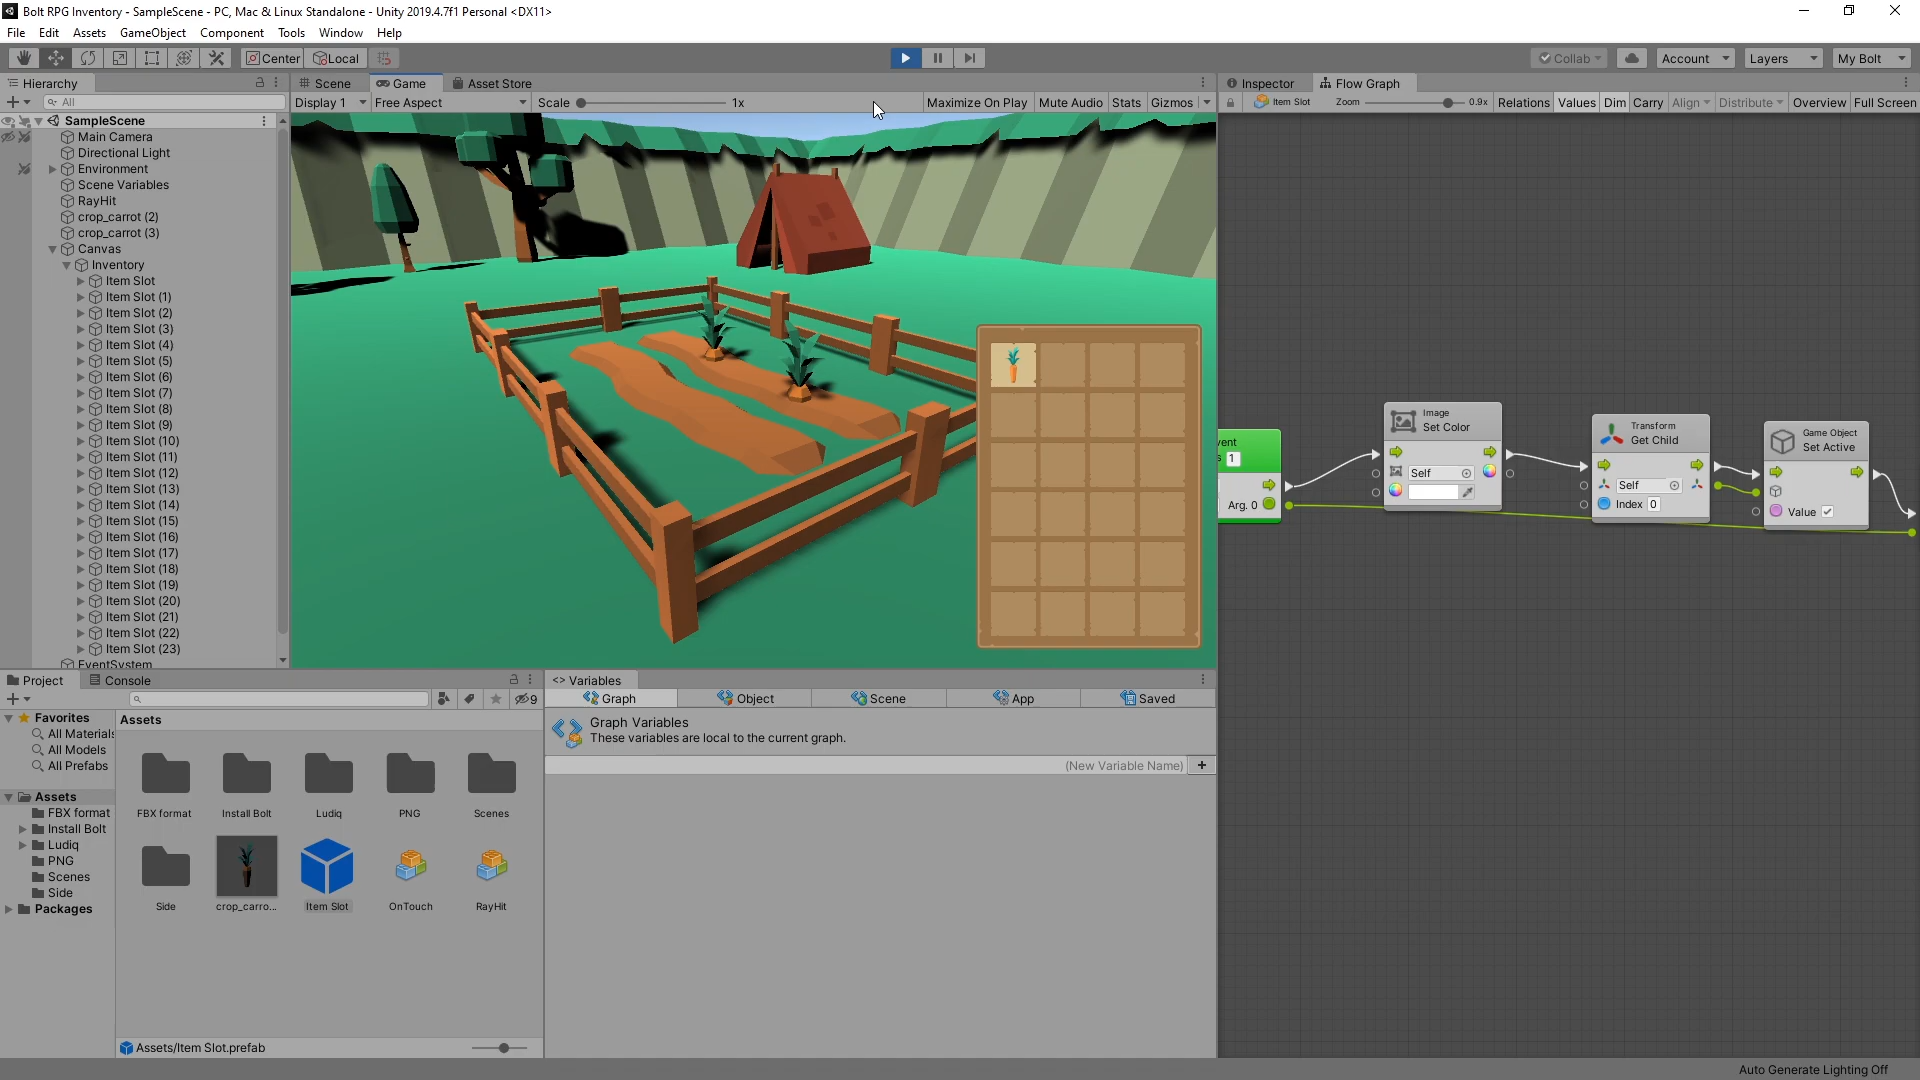 Bolt RPG Inventory - SampleScene - PC, Mac & Linux Standalone - Unity 2019.4.7f1 Personal <DX11>
File Edit Assets GameObject Component Tools Window Help
Center Local Collab Account Layers My Bolt
Hierarchy
All
SampleScene
Main Camera
Directional Light
Environment
Scene Variables
RayHit
crop_carrot (2)
crop_carrot (3)
Canvas
Inventory
Item Slot
Item Slot (1)
Item Slot (2)
Item Slot (3)
Item Slot (4)
Item Slot (5)
Item Slot (6)
Item Slot (7)
Item Slot (8)
Item Slot (9)
Item Slot (10)
Item Slot (11)
Item Slot (12)
Item Slot (13)
Item Slot (14)
Item Slot (15)
Item Slot (16)
Item Slot (17)
Item Slot (18)
Item Slot (19)
Item Slot (20)
Item Slot (21)
Item Slot (22)
Item Slot (23)
EventSystem
Scene Game Asset Store
Display 1 Free Aspect Scale 1x Maximize On Play Mute Audio Stats Gizmos
Inspector Flow Graph
Item Slot Zoom 0.9x Relations Values Dim Carry Align Distribute Overview Full Screen
vent
s 1
Arg. 0
Image
Set Color
Self
Transform
Get Child
Self
Index 0
Game Object
Set Active
Value
Project Console
9
Favorites
All Materials
All Models
All Prefabs
Assets
FBX format
Install Bolt
Ludiq
PNG
Scenes
Side
Packages
Assets
FBX format Install Bolt Ludiq PNG Scenes
Side crop_carro... Item Slot OnTouch RayHit
Assets/Item Slot.prefab
<> Variables
Graph Object Scene App Saved
Graph Variables
These variables are local to the current graph.
(New Variable Name) +
Auto Generate Lighting Off